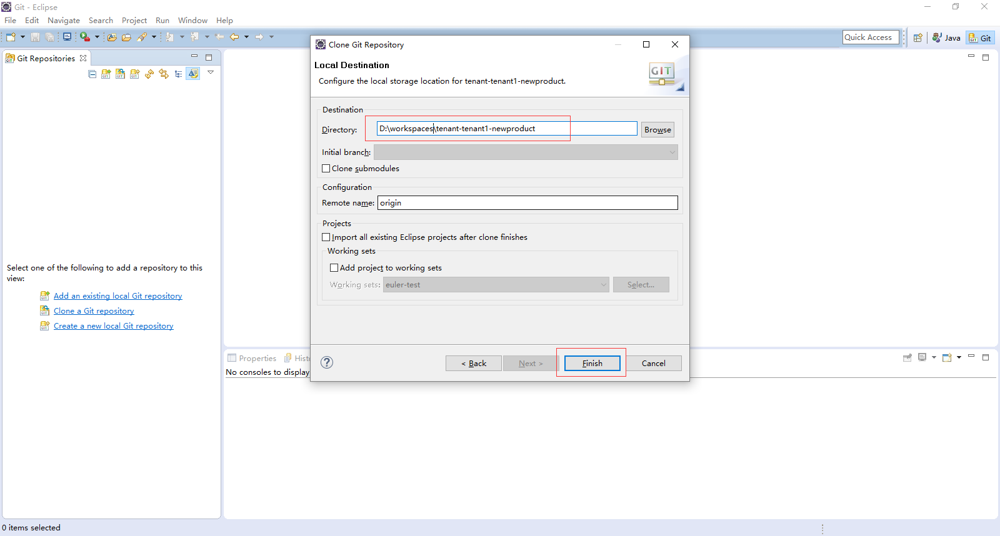 Git - Eclipse
File Edit Navigate Search Project Run Window Help
Quick Access
Java
Git
Git Repositories
Select one of the following to add a repository to this
view:
Add an existing local Git repository
Clone a Git repository
Create a new local Git repository
Clone Git Repository
Local Destination
Configure the local storage location for tenant-tenant1-newproduct.
GIT
Destination
Directory: D:\workspaces\tenant-tenant1-newproduct Browse
Initial branch:
Clone submodules
Configuration
Remote name: origin
Projects
Import all existing Eclipse projects after clone finishes
Working sets
Add project to working sets
Working sets: euler-test Select...
< Back Next > Finish Cancel
Properties Histo
No consoles to display
0 items selected